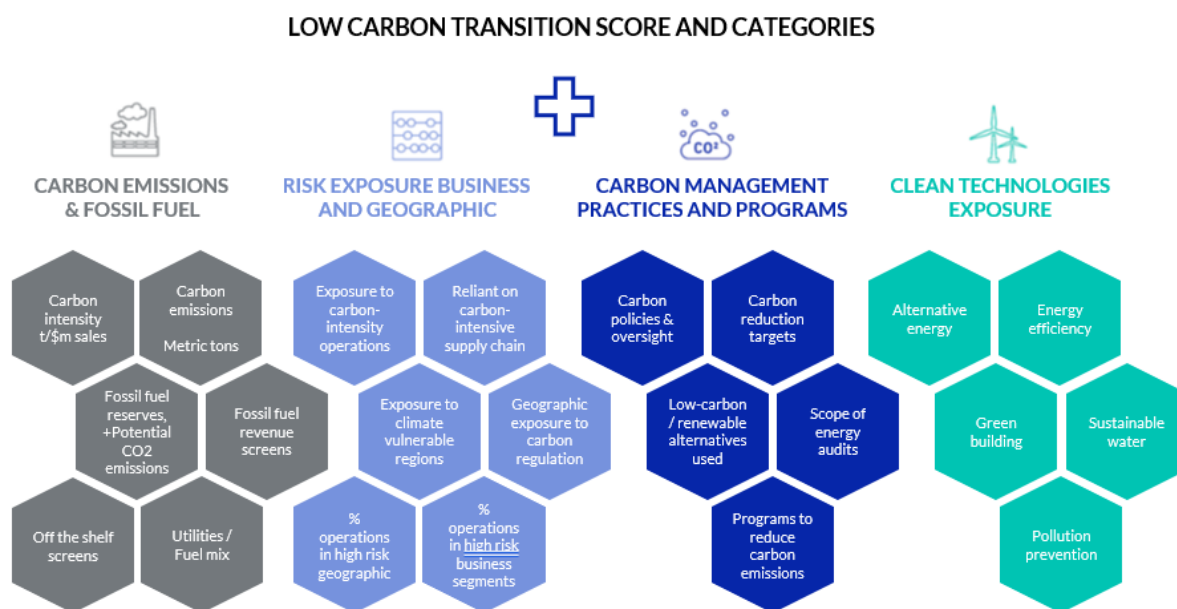 LOW CARBON TRANSITION SCORE AND CATEGORIES
CO²
CARBON EMISSIONS
& FOSSIL FUEL
RISK EXPOSURE BUSINESS
AND GEOGRAPHIC
CARBON MANAGEMENT
PRACTICES AND PROGRAMS
CLEAN TECHNOLOGIES
EXPOSURE
Carbon
intensity
t/$m sales
Carbon
emissions
Metric tons
Fossil fuel
reserves,
+Potential
CO2
emissions
Fossil fuel
revenue
screens
Off the shelf
screens
Utilities /
Fuel mix
Exposure to
carbon-
intensity
operations
Reliant on
carbon-
intensive
supply chain
Exposure to
climate
vulnerable
regions
Geographic
exposure to
carbon
regulation
%
operations
in high risk
geographic
%
operations
in high risk
business
segments
Carbon
policies &
oversight
Carbon
reduction
targets
Low-carbon
/ renewable
alternatives
used
Scope of
energy
audits
Programs to
reduce
carbon
emissions
Alternative
energy
Energy
efficiency
Green
building
Sustainable
water
Pollution
prevention